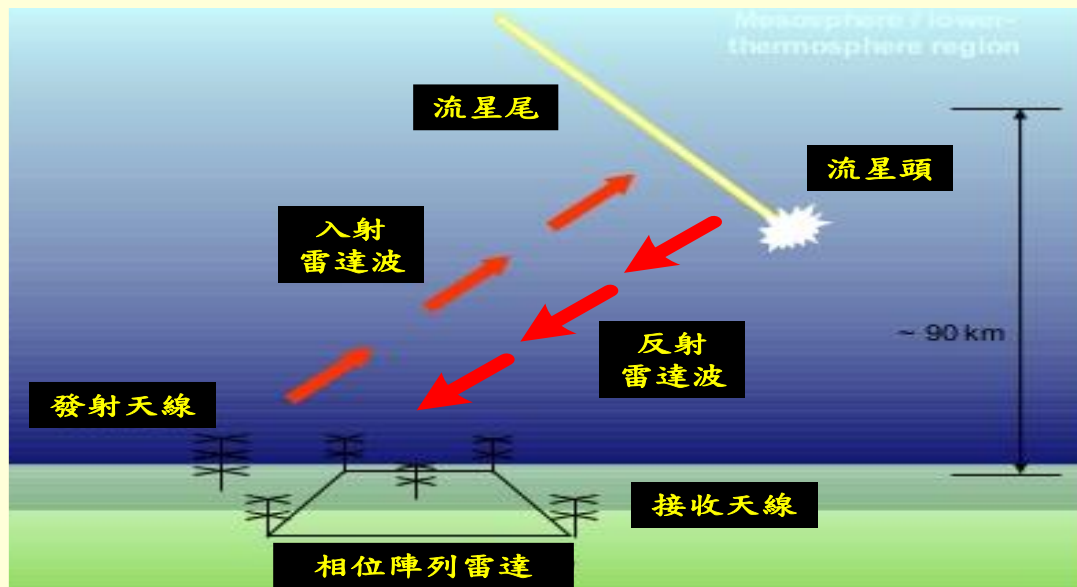 Mesosphere / lower-
thermosphere region
流星尾
流星頭
入射
雷達波
~ 90 km
反射
雷達波
發射天線
接收天線
相位陣列雷達